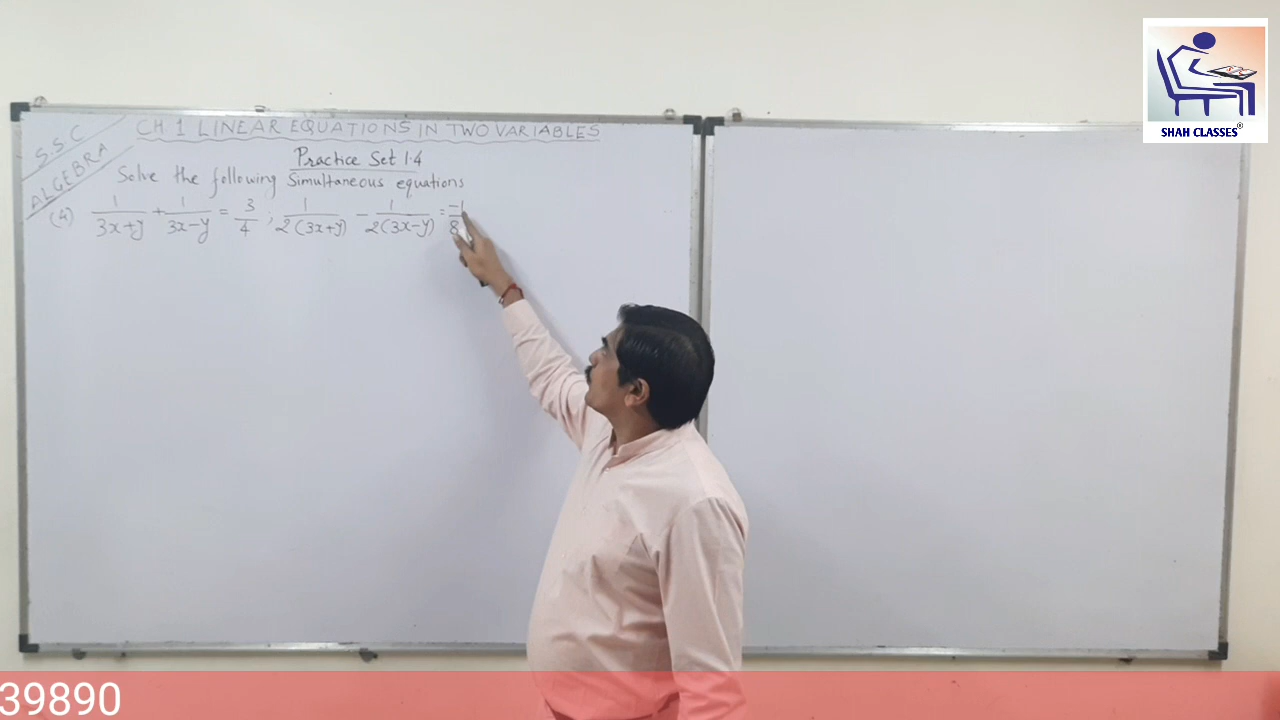 SHAH CLASSES®
S.S.C
ALGEBRA
CH 1 LINEAR EQUATIONS IN TWO VARIABLES
Practice Set 1.4
Solve the following Simultaneous equations
(4) 1/(3x+y) + 1/(3x-y) = 3/4 ; 1/(2(3x+y)) - 1/(2(3x-y)) = -1/8
39890